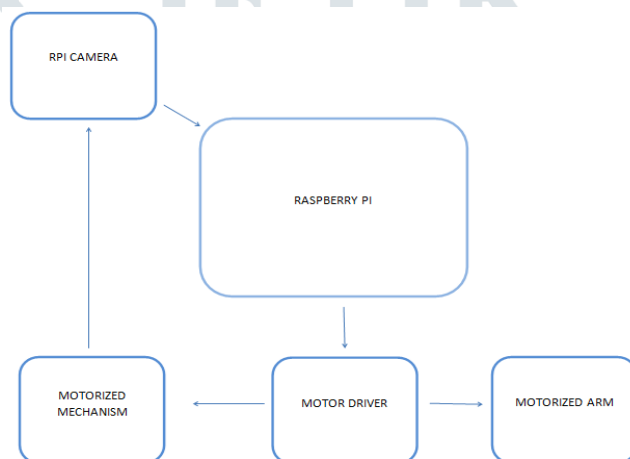 RPI CAMERA
RASPBERRY PI
MOTORIZED
MECHANISM
MOTOR DRIVER
MOTORIZED ARM